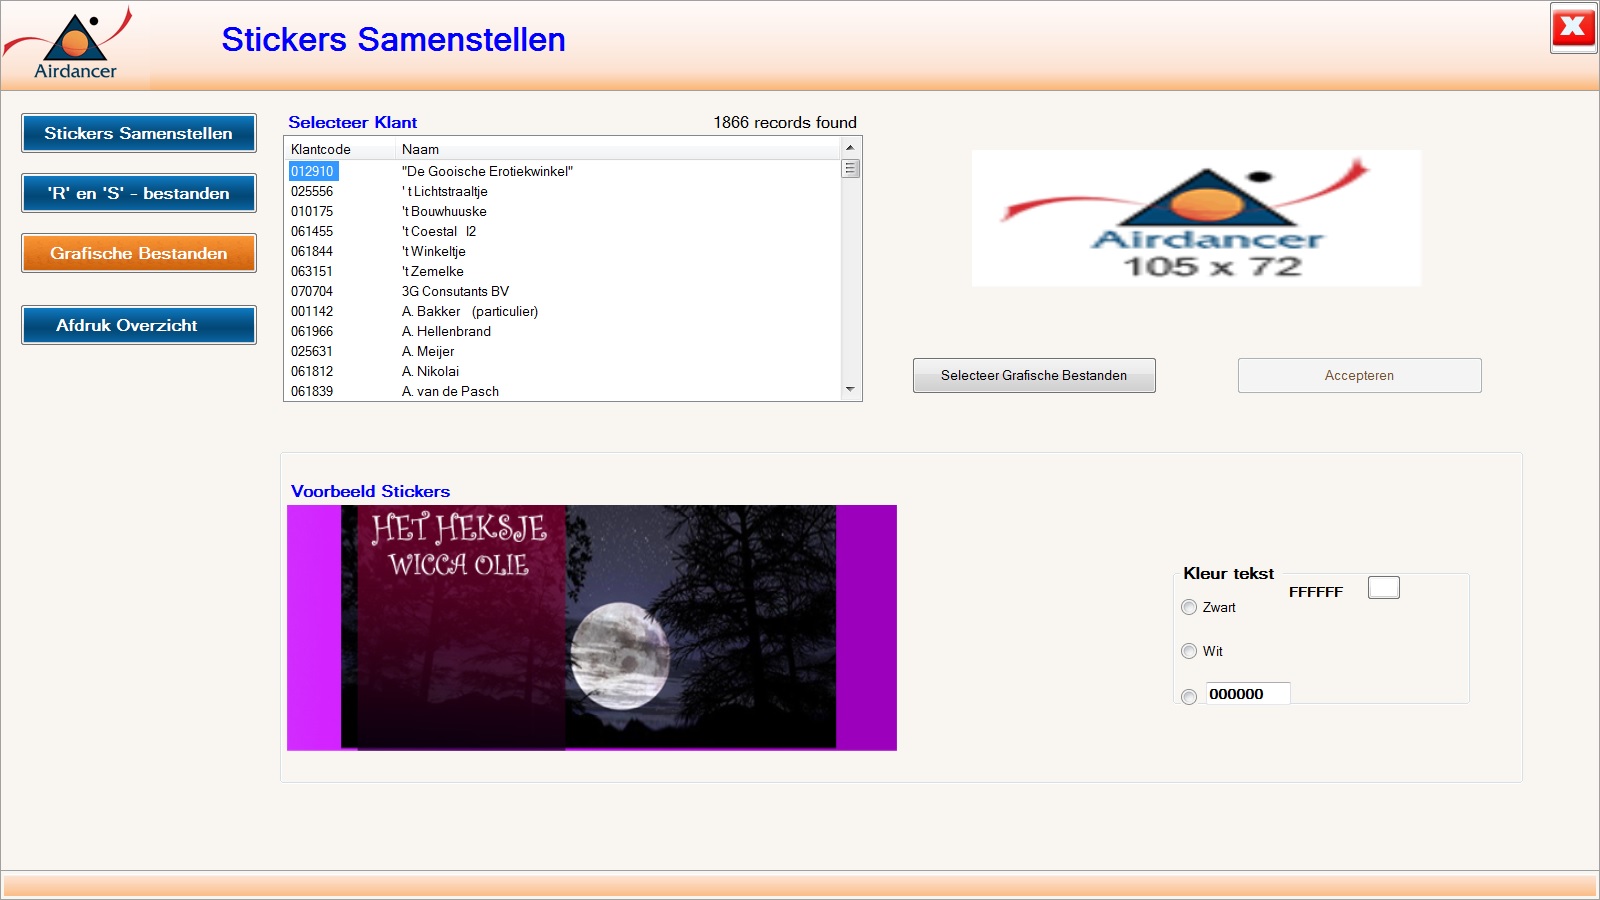 Airdancer
Stickers Samenstellen
X
Stickers Samenstellen
'R' en 'S' - bestanden
Grafische Bestanden
Afdruk Overzicht
Selecteer Klant
1866 records found
Klantcode Naam
012910 "De Gooische Erotiekwinkel"
025556 ' t Lichtstraaltje
010175 't Bouwhuuske
061455 't Coestal I2
061844 't Winkeltje
063151 't Zemelke
070704 3G Consutants BV
001142 A. Bakker (particulier)
061966 A. Hellenbrand
025631 A. Meijer
061812 A. Nikolai
061839 A. van de Pasch
Airdancer
105 x 72
Selecteer Grafische Bestanden
Accepteren
Voorbeeld Stickers
HET HEKSJE
WICCA OLIE
Kleur tekst
FFFFFF
Zwart
Wit
000000